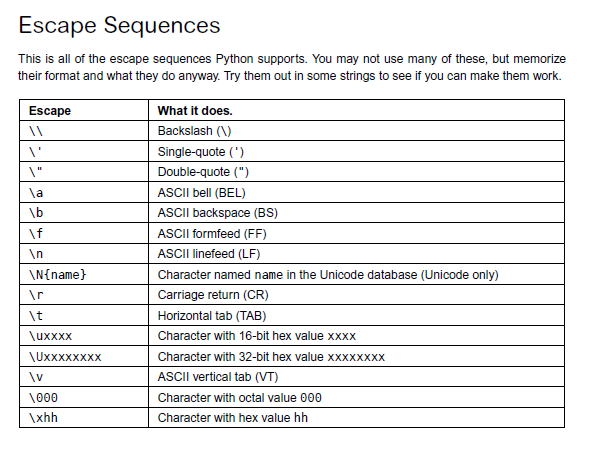 Escape Sequences
This is all of the escape sequences Python supports. You may not use many of these, but memorize
their format and what they do anyway. Try them out in some strings to see if you can make them work.
Escape What it does.
\\ Backslash (\)
\' Single-quote (')
\" Double-quote (")
\a ASCII bell (BEL)
\b ASCII backspace (BS)
\f ASCII formfeed (FF)
\n ASCII linefeed (LF)
\N{name} Character named name in the Unicode database (Unicode only)
\r Carriage return (CR)
\t Horizontal tab (TAB)
\uxxxx Character with 16-bit hex value xxxx
\Uxxxxxxxx Character with 32-bit hex value xxxxxxxx
\v ASCII vertical tab (VT)
\000 Character with octal value 000
\xhh Character with hex value hh